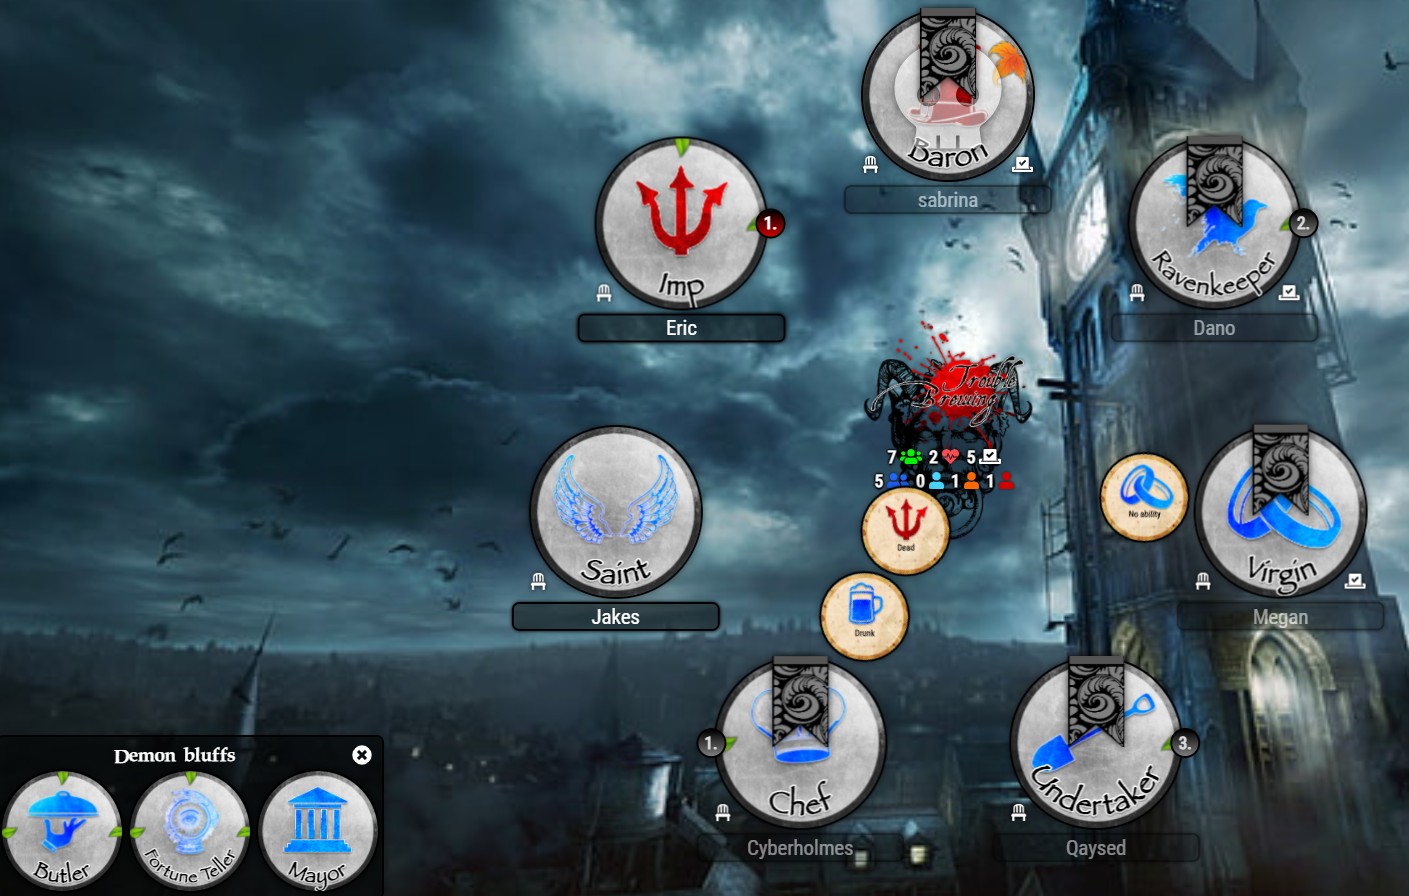 Baron
sabrina
Imp
1.
Eric
Ravenkeeper
2.
Dano
Trouble
Brewing
7 2 5
5 0 1 1
Dead
Drunk
No ability
Virgin
Megan
Saint
Jakes
1.
Chef
Cyberholmes
Undertaker
3.
Qaysed
Demon bluffs
Butler
Fortune Teller
Mayor